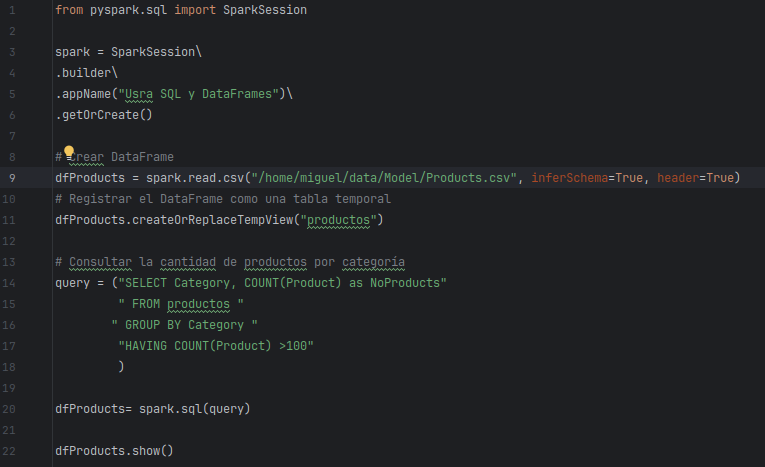 1 from pyspark.sql import SparkSession
2
3 spark = SparkSession\
4 .builder\
5 .appName("Usra SQL y DataFrames")\
6 .getOrCreate()
7
8 # Crear DataFrame
9 dfProducts = spark.read.csv("/home/miguel/data/Model/Products.csv", inferSchema=True, header=True)
10 # Registrar el DataFrame como una tabla temporal
11 dfProducts.createOrReplaceTempView("productos")
12
13 # Consultar la cantidad de productos por categoría
14 query = ("SELECT Category, COUNT(Product) as NoProducts"
15 " FROM productos "
16 " GROUP BY Category "
17 "HAVING COUNT(Product) >100"
18 )
19
20 dfProducts= spark.sql(query)
21
22 dfProducts.show()